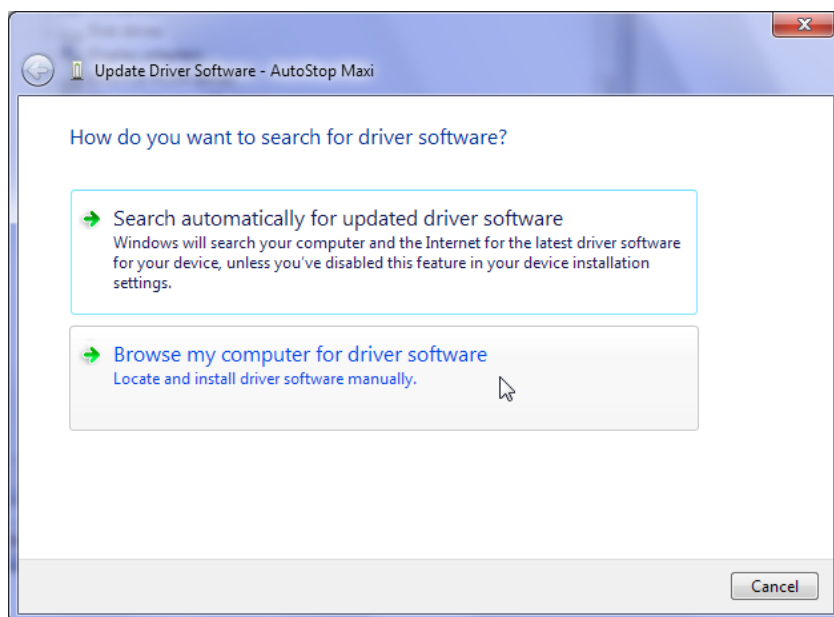 Update Driver Software - AutoStop Maxi
How do you want to search for driver software?
Search automatically for updated driver software
Windows will search your computer and the Internet for the latest driver software
for your device, unless you've disabled this feature in your device installation
settings.
Browse my computer for driver software
Locate and install driver software manually.
Cancel